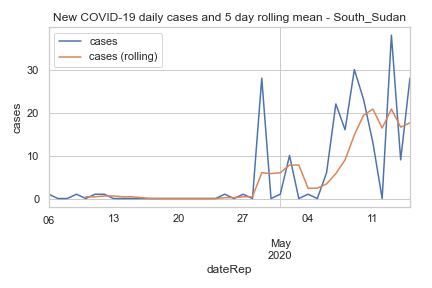 New COVID-19 daily cases and 5 day rolling mean - South_Sudan
cases
cases (rolling)
cases
30
20
10
0
06
13
20
27
04
11
May
2020
dateRep